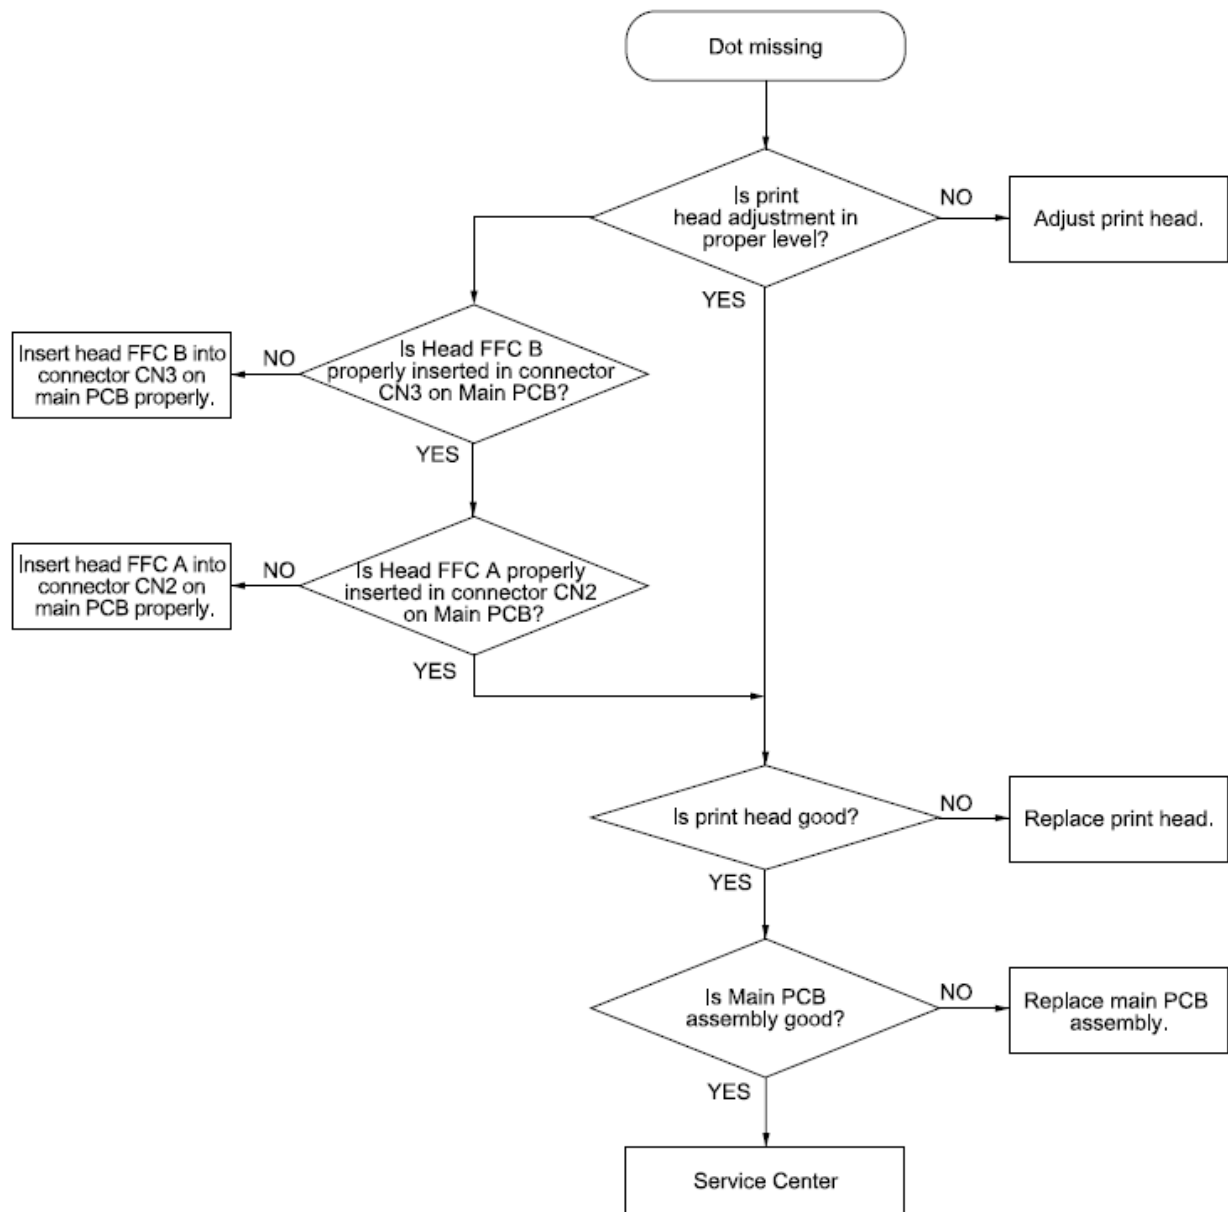 Dot missing
Is print
head adjustment in
proper level?
NO
Adjust print head.
YES
Is Head FFC B
properly inserted in connector
CN3 on Main PCB?
NO
Insert head FFC B into
connector CN3 on
main PCB properly.
YES
Is Head FFC A properly
inserted in connector CN2
on Main PCB?
NO
Insert head FFC A into
connector CN2 on
main PCB properly.
YES
Is print head good?
NO
Replace print head.
YES
Is Main PCB
assembly good?
NO
Replace main PCB
assembly.
YES
Service Center